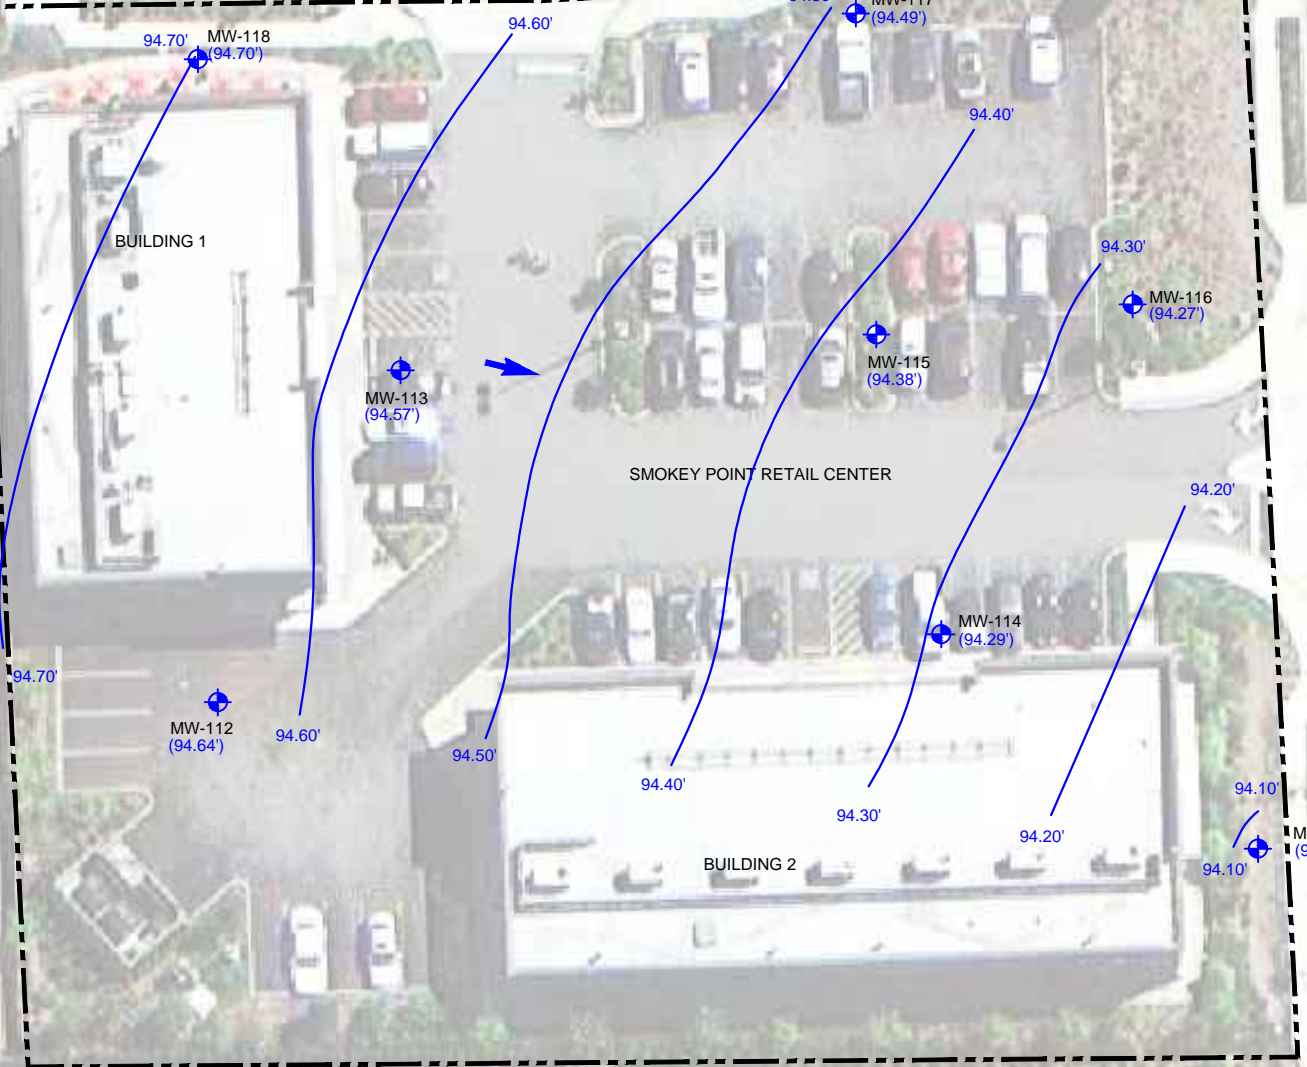 MW-117
(94.49')
94.60'
94.70'
MW-118
(94.70')
94.40'
BUILDING 1
94.30'
MW-116
(94.27')
MW-115
(94.38')
MW-113
(94.57')
SMOKEY POINT RETAIL CENTER
94.20'
MW-114
(94.29')
94.70'
MW-112
(94.64')
94.60'
94.50'
94.40'
94.10'
94.30'
94.20'
BUILDING 2
94.10'